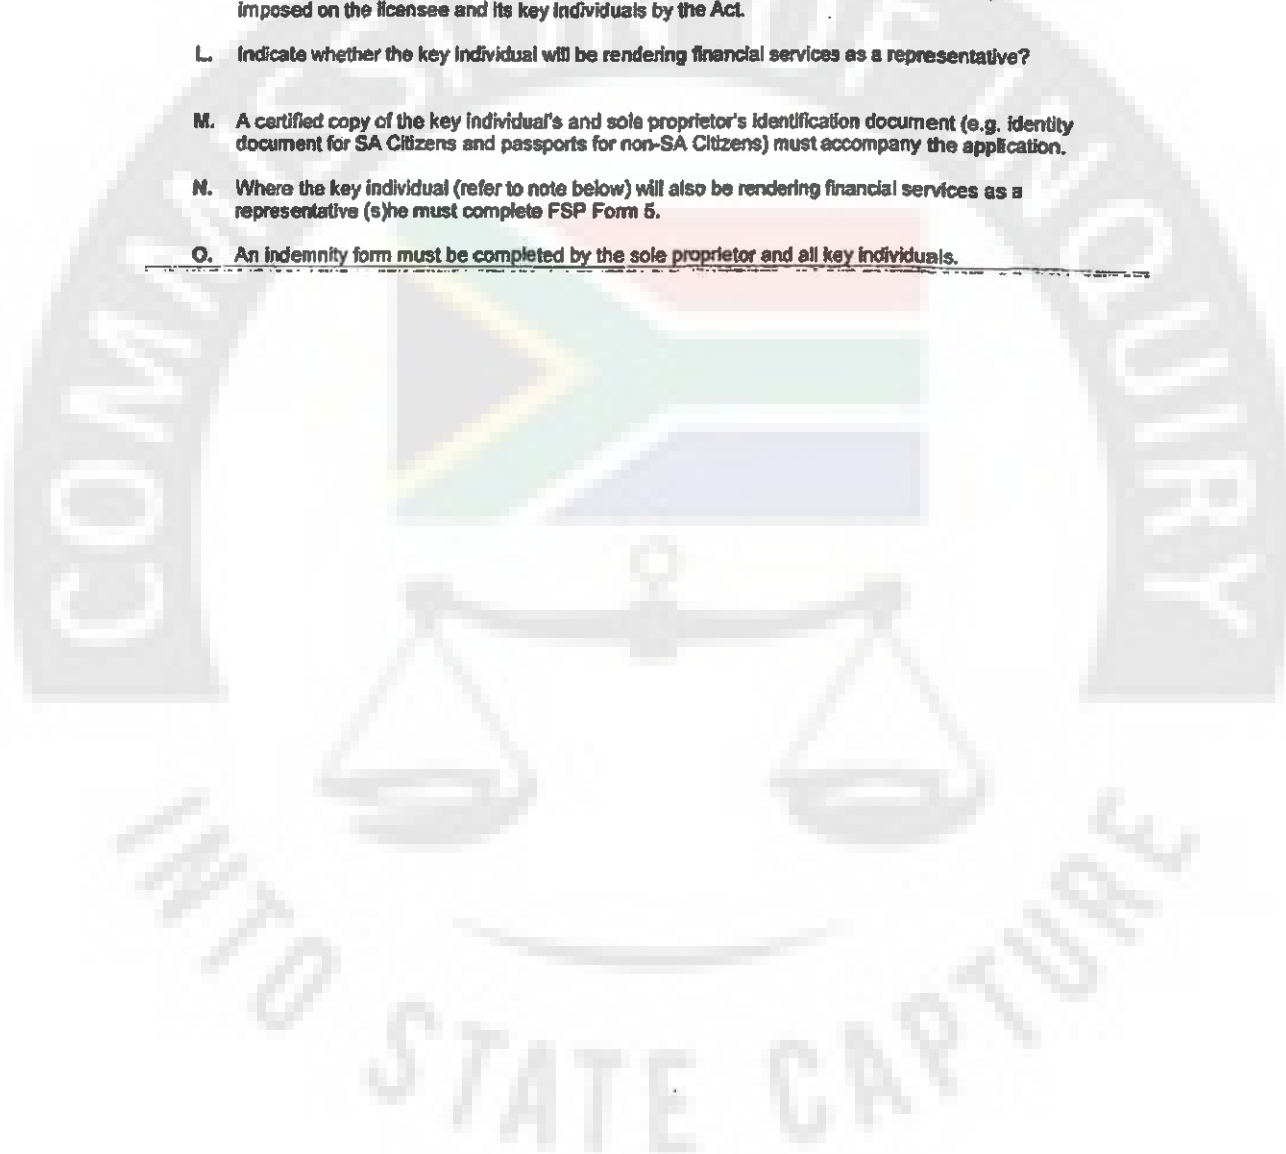 imposed on the licensee and its key individuals by the Act.
L. Indicate whether the key individual will be rendering financial services as a representative?
M. A certified copy of the key individual's and sole proprietor's identification document (e.g. identity
document for SA Citizens and passports for non-SA Citizens) must accompany the application.
N. Where the key individual (refer to note below) will also be rendering financial services as a
representative (s)he must complete FSP Form 5.
O. An indemnity form must be completed by the sole proprietor and all key individuals.
COMM
INQUIRY
INTO STATE CAPTURE